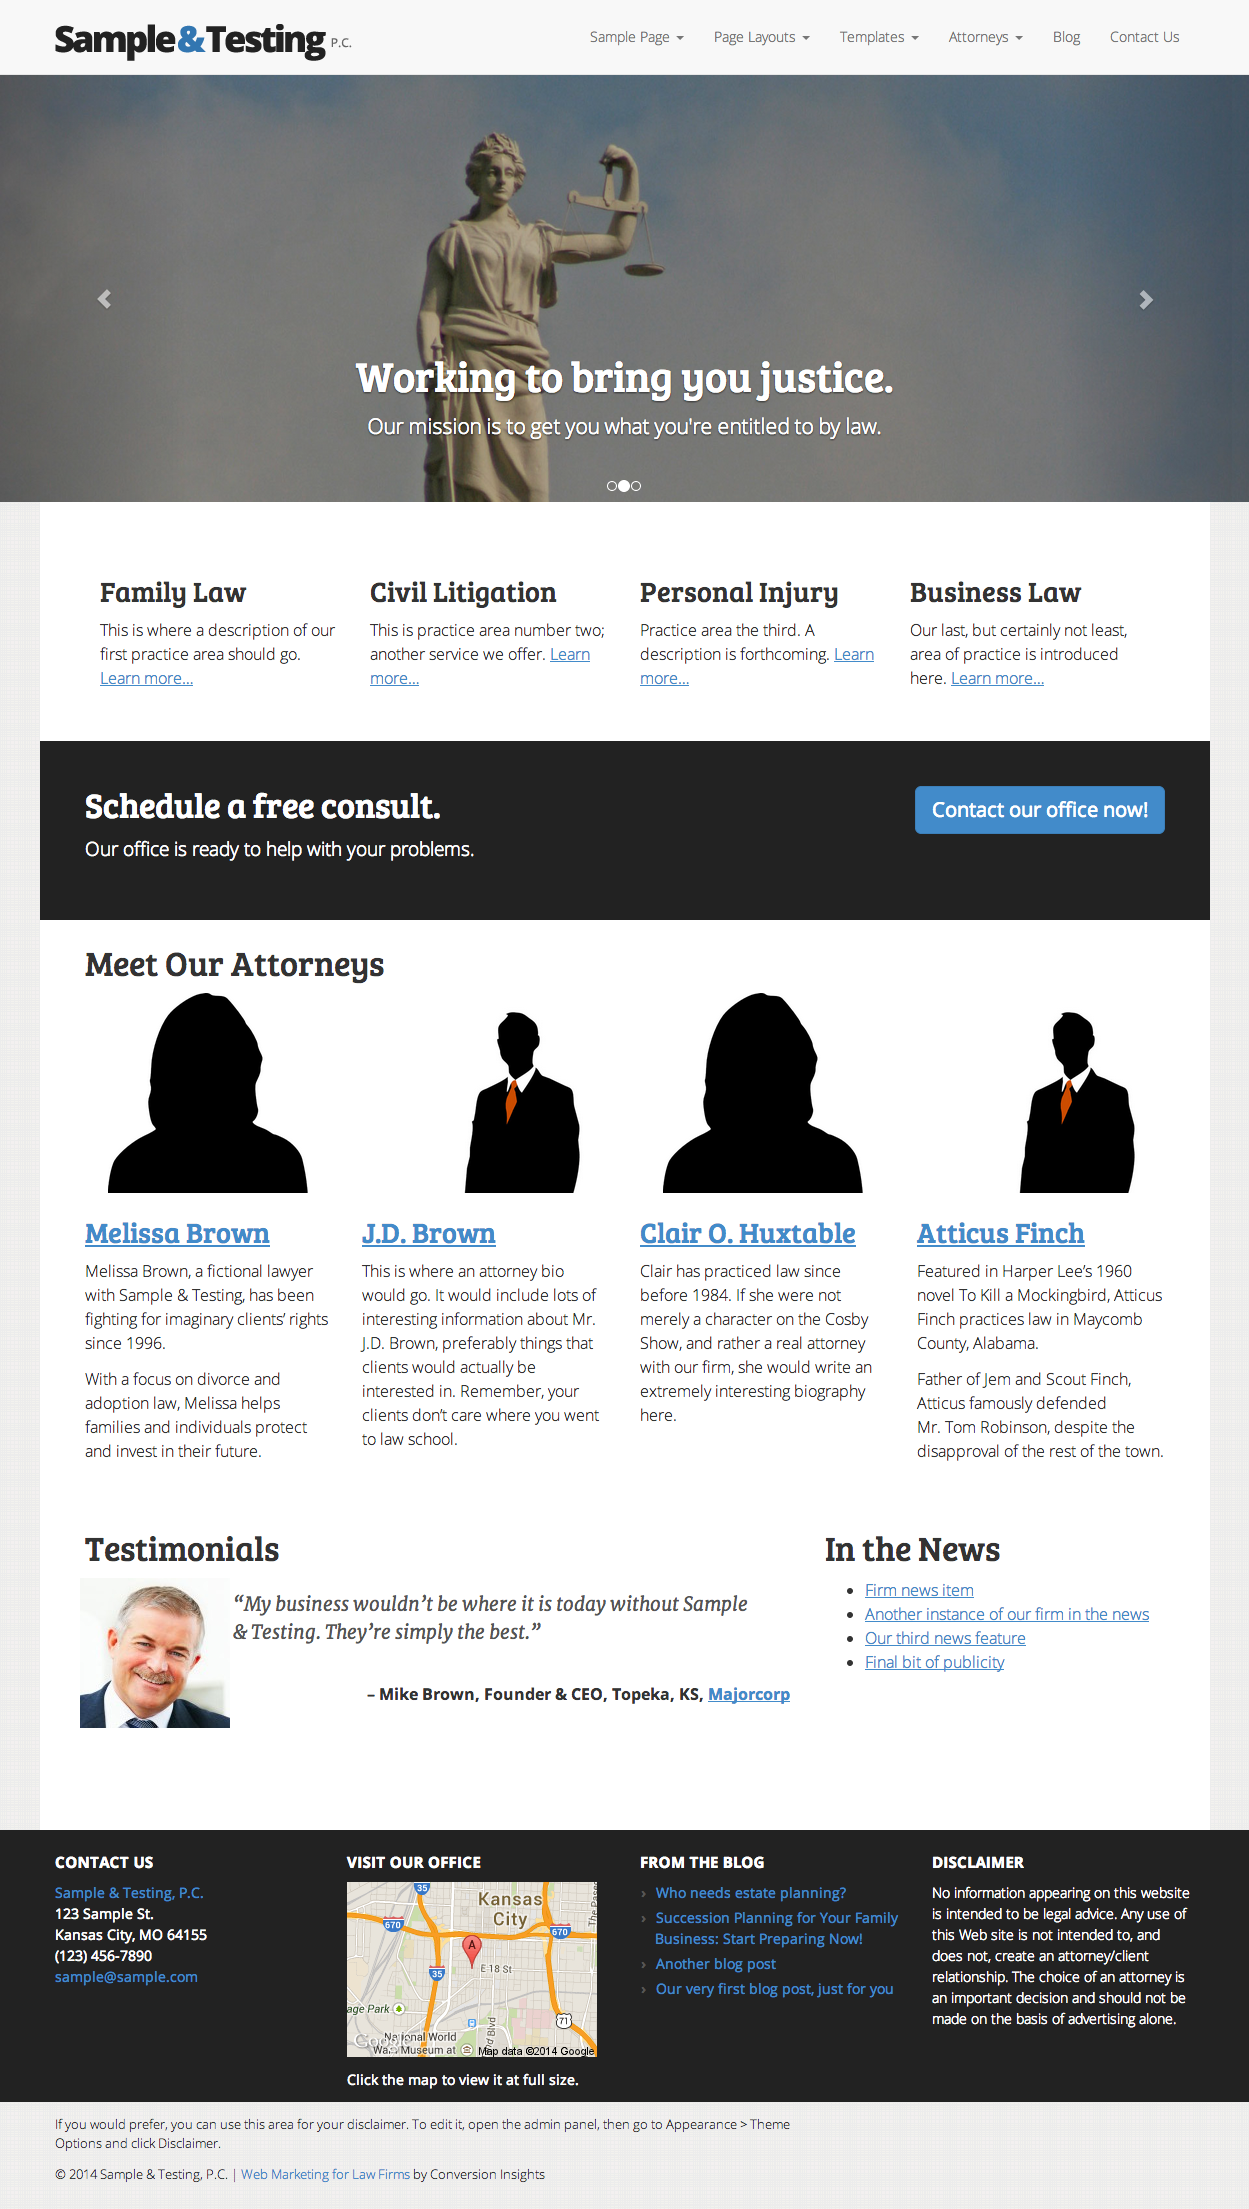 Sample&Testing P.C.
Sample Page
Page Layouts
Templates
Attorneys
Blog
Contact Us
Working to bring you justice.
Our mission is to get you what you're entitled to by law.
Family Law
This is where a description of our
first practice area should go.
Learn more...
Civil Litigation
This is practice area number two;
another service we offer. Learn
more...
Personal Injury
Practice area the third. A
description is forthcoming. Learn
more...
Business Law
Our last, but certainly not least,
area of practice is introduced
here. Learn more...
Schedule a free consult.
Our office is ready to help with your problems.
Contact our office now!
Meet Our Attorneys
Melissa Brown
Melissa Brown, a fictional lawyer
with Sample & Testing, has been
fighting for imaginary clients’ rights
since 1996.
With a focus on divorce and
adoption law, Melissa helps
families and individuals protect
and invest in their future.
J.D. Brown
This is where an attorney bio
would go. It would include lots of
interesting information about Mr.
J.D. Brown, preferably things that
clients would actually be
interested in. Remember, your
clients don’t care where you went
to law school.
Clair O. Huxtable
Clair has practiced law since
before 1984. If she were not
merely a character on the Cosby
Show, and rather a real attorney
with our firm, she would write an
extremely interesting biography
here.
Atticus Finch
Featured in Harper Lee’s 1960
novel To Kill a Mockingbird, Atticus
Finch practices law in Maycomb
County, Alabama.
Father of Jem and Scout Finch,
Atticus famously defended
Mr. Tom Robinson, despite the
disapproval of the rest of the town.
Testimonials
“My business wouldn’t be where it is today without Sample
& Testing. They’re simply the best.”
– Mike Brown, Founder & CEO, Topeka, KS, Majorcorp
In the News
Firm news item
Another instance of our firm in the news
Our third news feature
Final bit of publicity
CONTACT US
Sample & Testing, P.C.
123 Sample St.
Kansas City, MO 64155
(123) 456-7890
sample@sample.com
VISIT OUR OFFICE
35
Kansas
City
The Pase
670
670
A
E 18 St
35
age Park
71
Blvd
Google
National World
War Museum at
Map data ©2014 Google
Click the map to view it at full size.
FROM THE BLOG
› Who needs estate planning?
› Succession Planning for Your Family
Business: Start Preparing Now!
› Another blog post
› Our very first blog post, just for you
DISCLAIMER
No information appearing on this website
is intended to be legal advice. Any use of
this Web site is not intended to, and
does not, create an attorney/client
relationship. The choice of an attorney is
an important decision and should not be
made on the basis of advertising alone.
If you would prefer, you can use this area for your disclaimer. To edit it, open the admin panel, then go to Appearance > Theme
Options and click Disclaimer.
© 2014 Sample & Testing, P.C. | Web Marketing for Law Firms by Conversion Insights